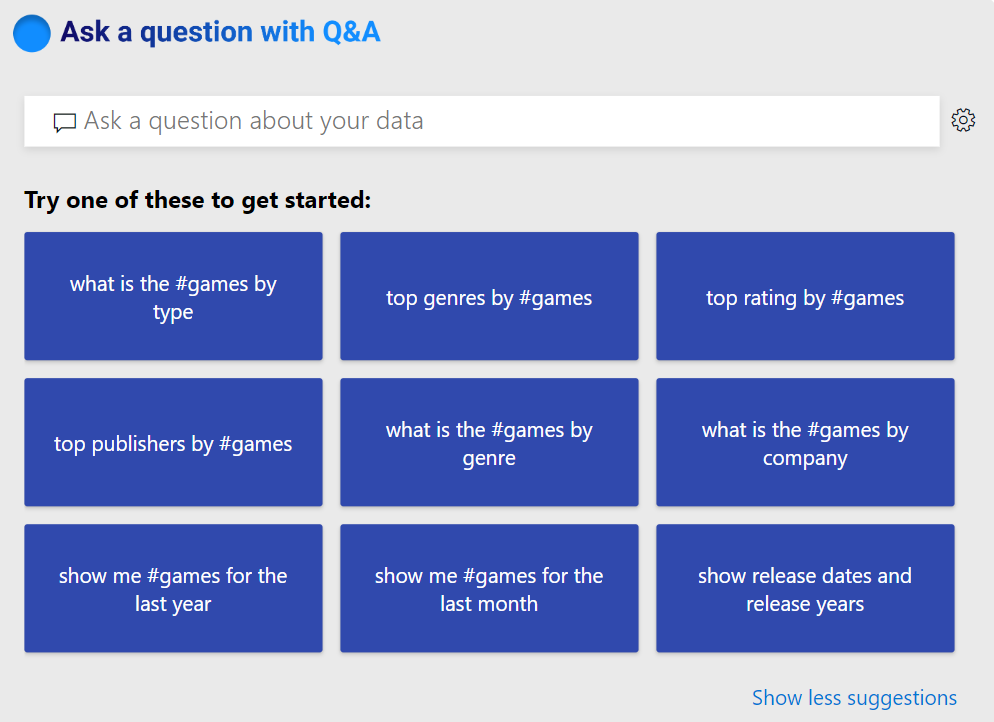 Ask a question with Q&A
Ask a question about your data
Try one of these to get started:
what is the #games by
type
top genres by #games
top rating by #games
top publishers by #games
what is the #games by
genre
what is the #games by
company
show me #games for the
last year
show me #games for the
last month
show release dates and
release years
Show less suggestions